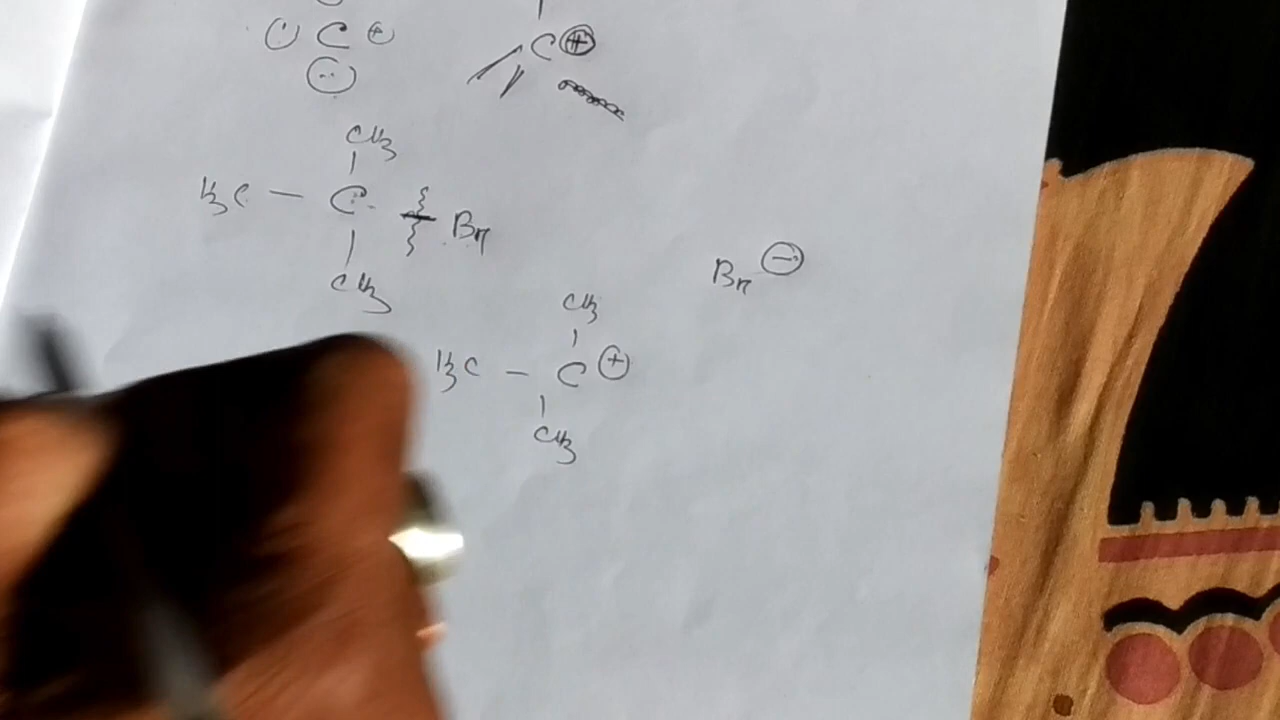 C +
C +
CH3
H3C — C — Br
CH3
Br −
CH3
H3C — C +
CH3